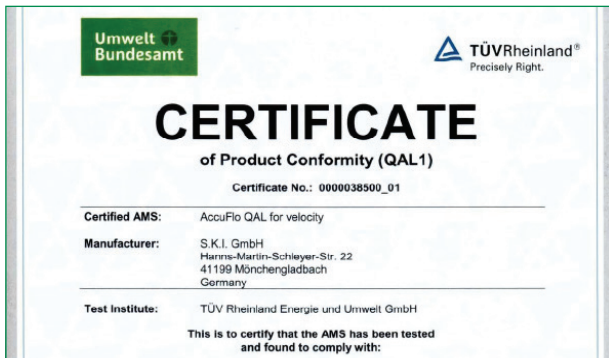 Umwelt
Bundesamt
TÜVRheinland®
Precisely Right.
CERTIFICATE
of Product Conformity (QAL1)
Certificate No.: 0000038500_01
Certified AMS: AccuFlo QAL for velocity
Manufacturer: S.K.I. GmbH
Hanns-Martin-Schleyer-Str. 22
41199 Mönchengladbach
Germany
Test Institute: TÜV Rheinland Energie und Umwelt GmbH
This is to certify that the AMS has been tested
and found to comply with: